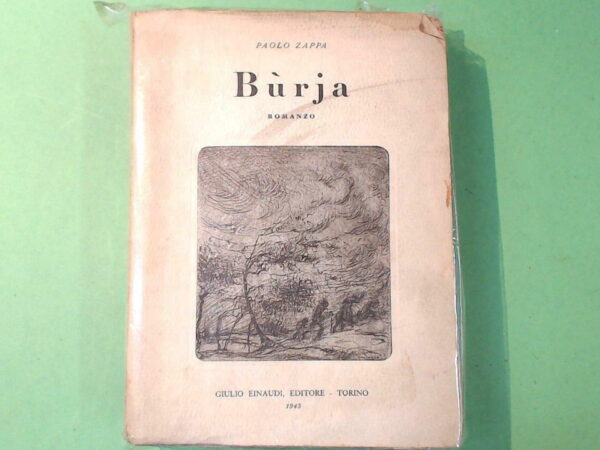 PAOLO ZAPPA
Bùrja
ROMANZO
GIULIO EINAUDI, EDITORE - TORINO
1943